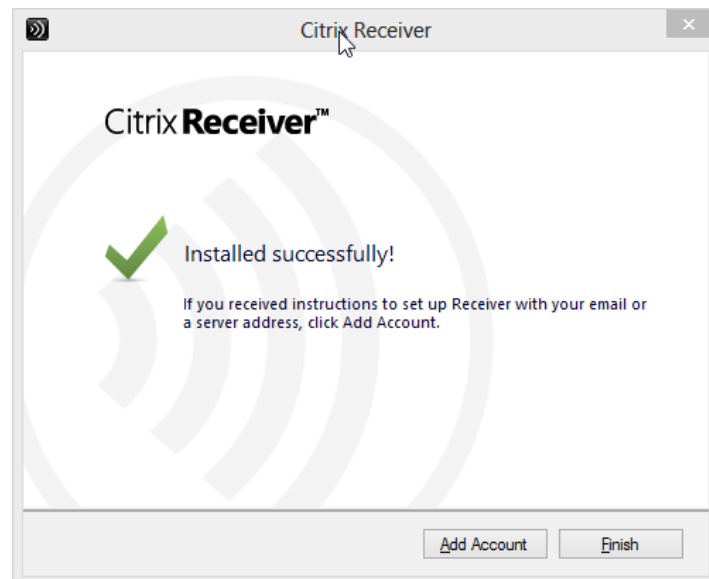 Citrix Receiver
Citrix Receiver™
Installed successfully!
If you received instructions to set up Receiver with your email or
a server address, click Add Account.
Add Account
Finish